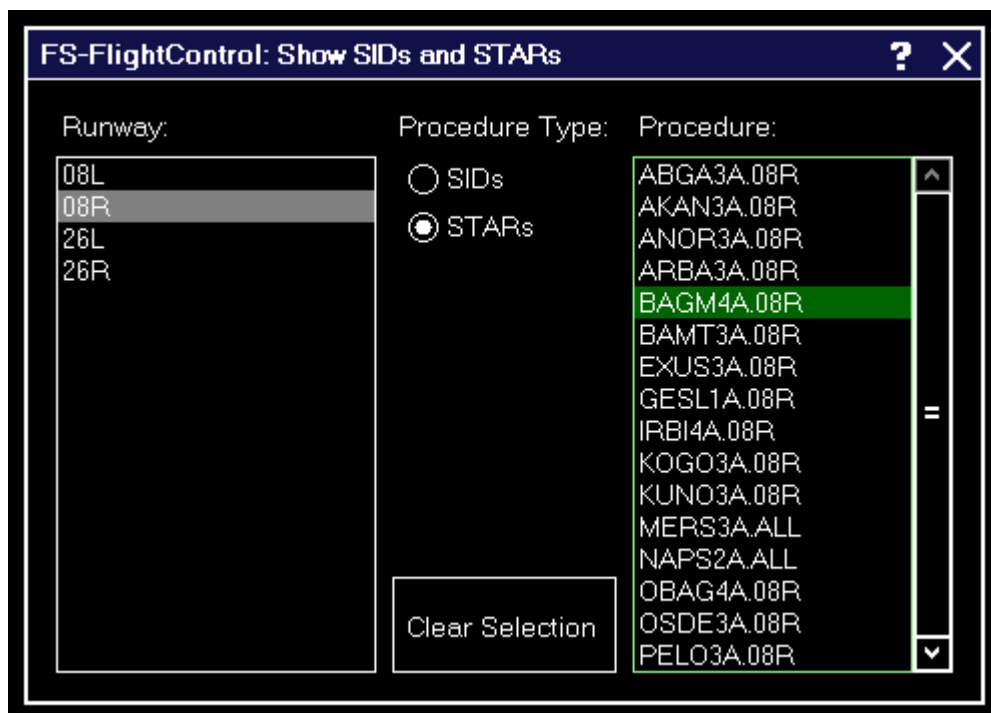 FS-FlightControl: Show SIDs and STARs ? X
Runway:
08L
08R
26L
26R
Procedure Type:
SIDs
STARs
Clear Selection
Procedure:
ABGA3A.08R
AKAN3A.08R
ANOR3A.08R
ARBA3A.08R
BAGM4A.08R
BAMT3A.08R
EXUS3A.08R
GESL1A.08R
IRBI4A.08R
KOGO3A.08R
KUNO3A.08R
MERS3A.ALL
NAPS2A.ALL
OBAG4A.08R
OSDE3A.08R
PELO3A.08R